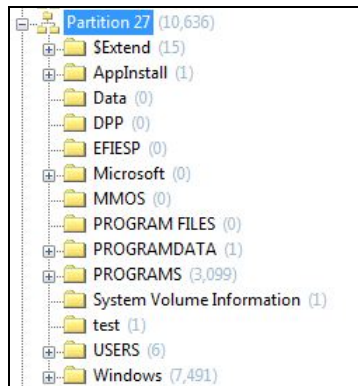 Partition 27 (10,636)
$Extend (15)
AppInstall (1)
Data (0)
DPP (0)
EFIESP (0)
Microsoft (0)
MMOS (0)
PROGRAM FILES (0)
PROGRAMDATA (1)
PROGRAMS (3,099)
System Volume Information (1)
test (1)
USERS (6)
Windows (7,491)